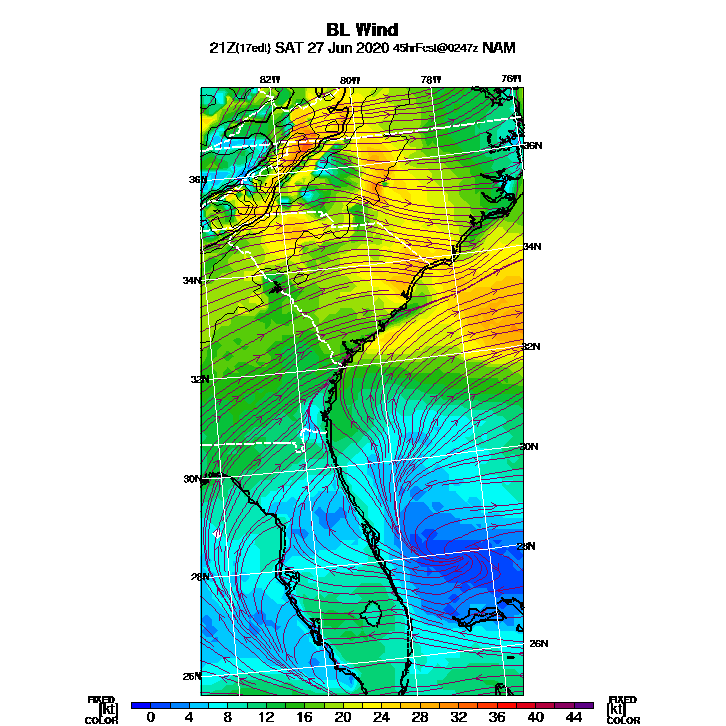 BL Wind
21Z(17edt) SAT 27 Jun 2020 45hrFcst@0247z NAM
82W 80W 78W 76W
36N 36N
34N 34N
32N 32N
30N 30N
28N 28N
26N 26N
FIXED FIXED
[kt] 0 4 8 12 16 20 24 28 32 36 40 44 [kt]
COLOR COLOR